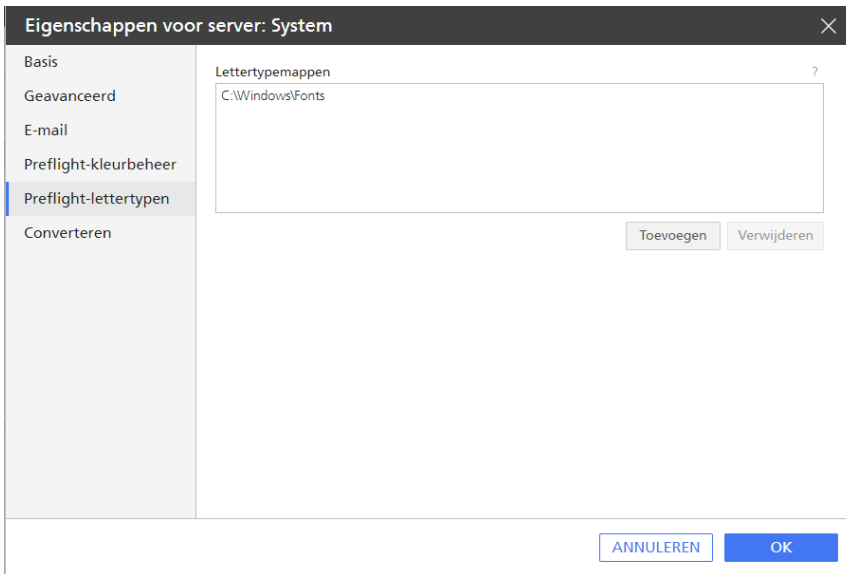 Eigenschappen voor server: System
Basis
Geavanceerd
E-mail
Preflight-kleurbeheer
Preflight-lettertypen
Converteren
Lettertypemappen
?
C:\Windows\Fonts
Toevoegen
Verwijderen
ANNULEREN
OK